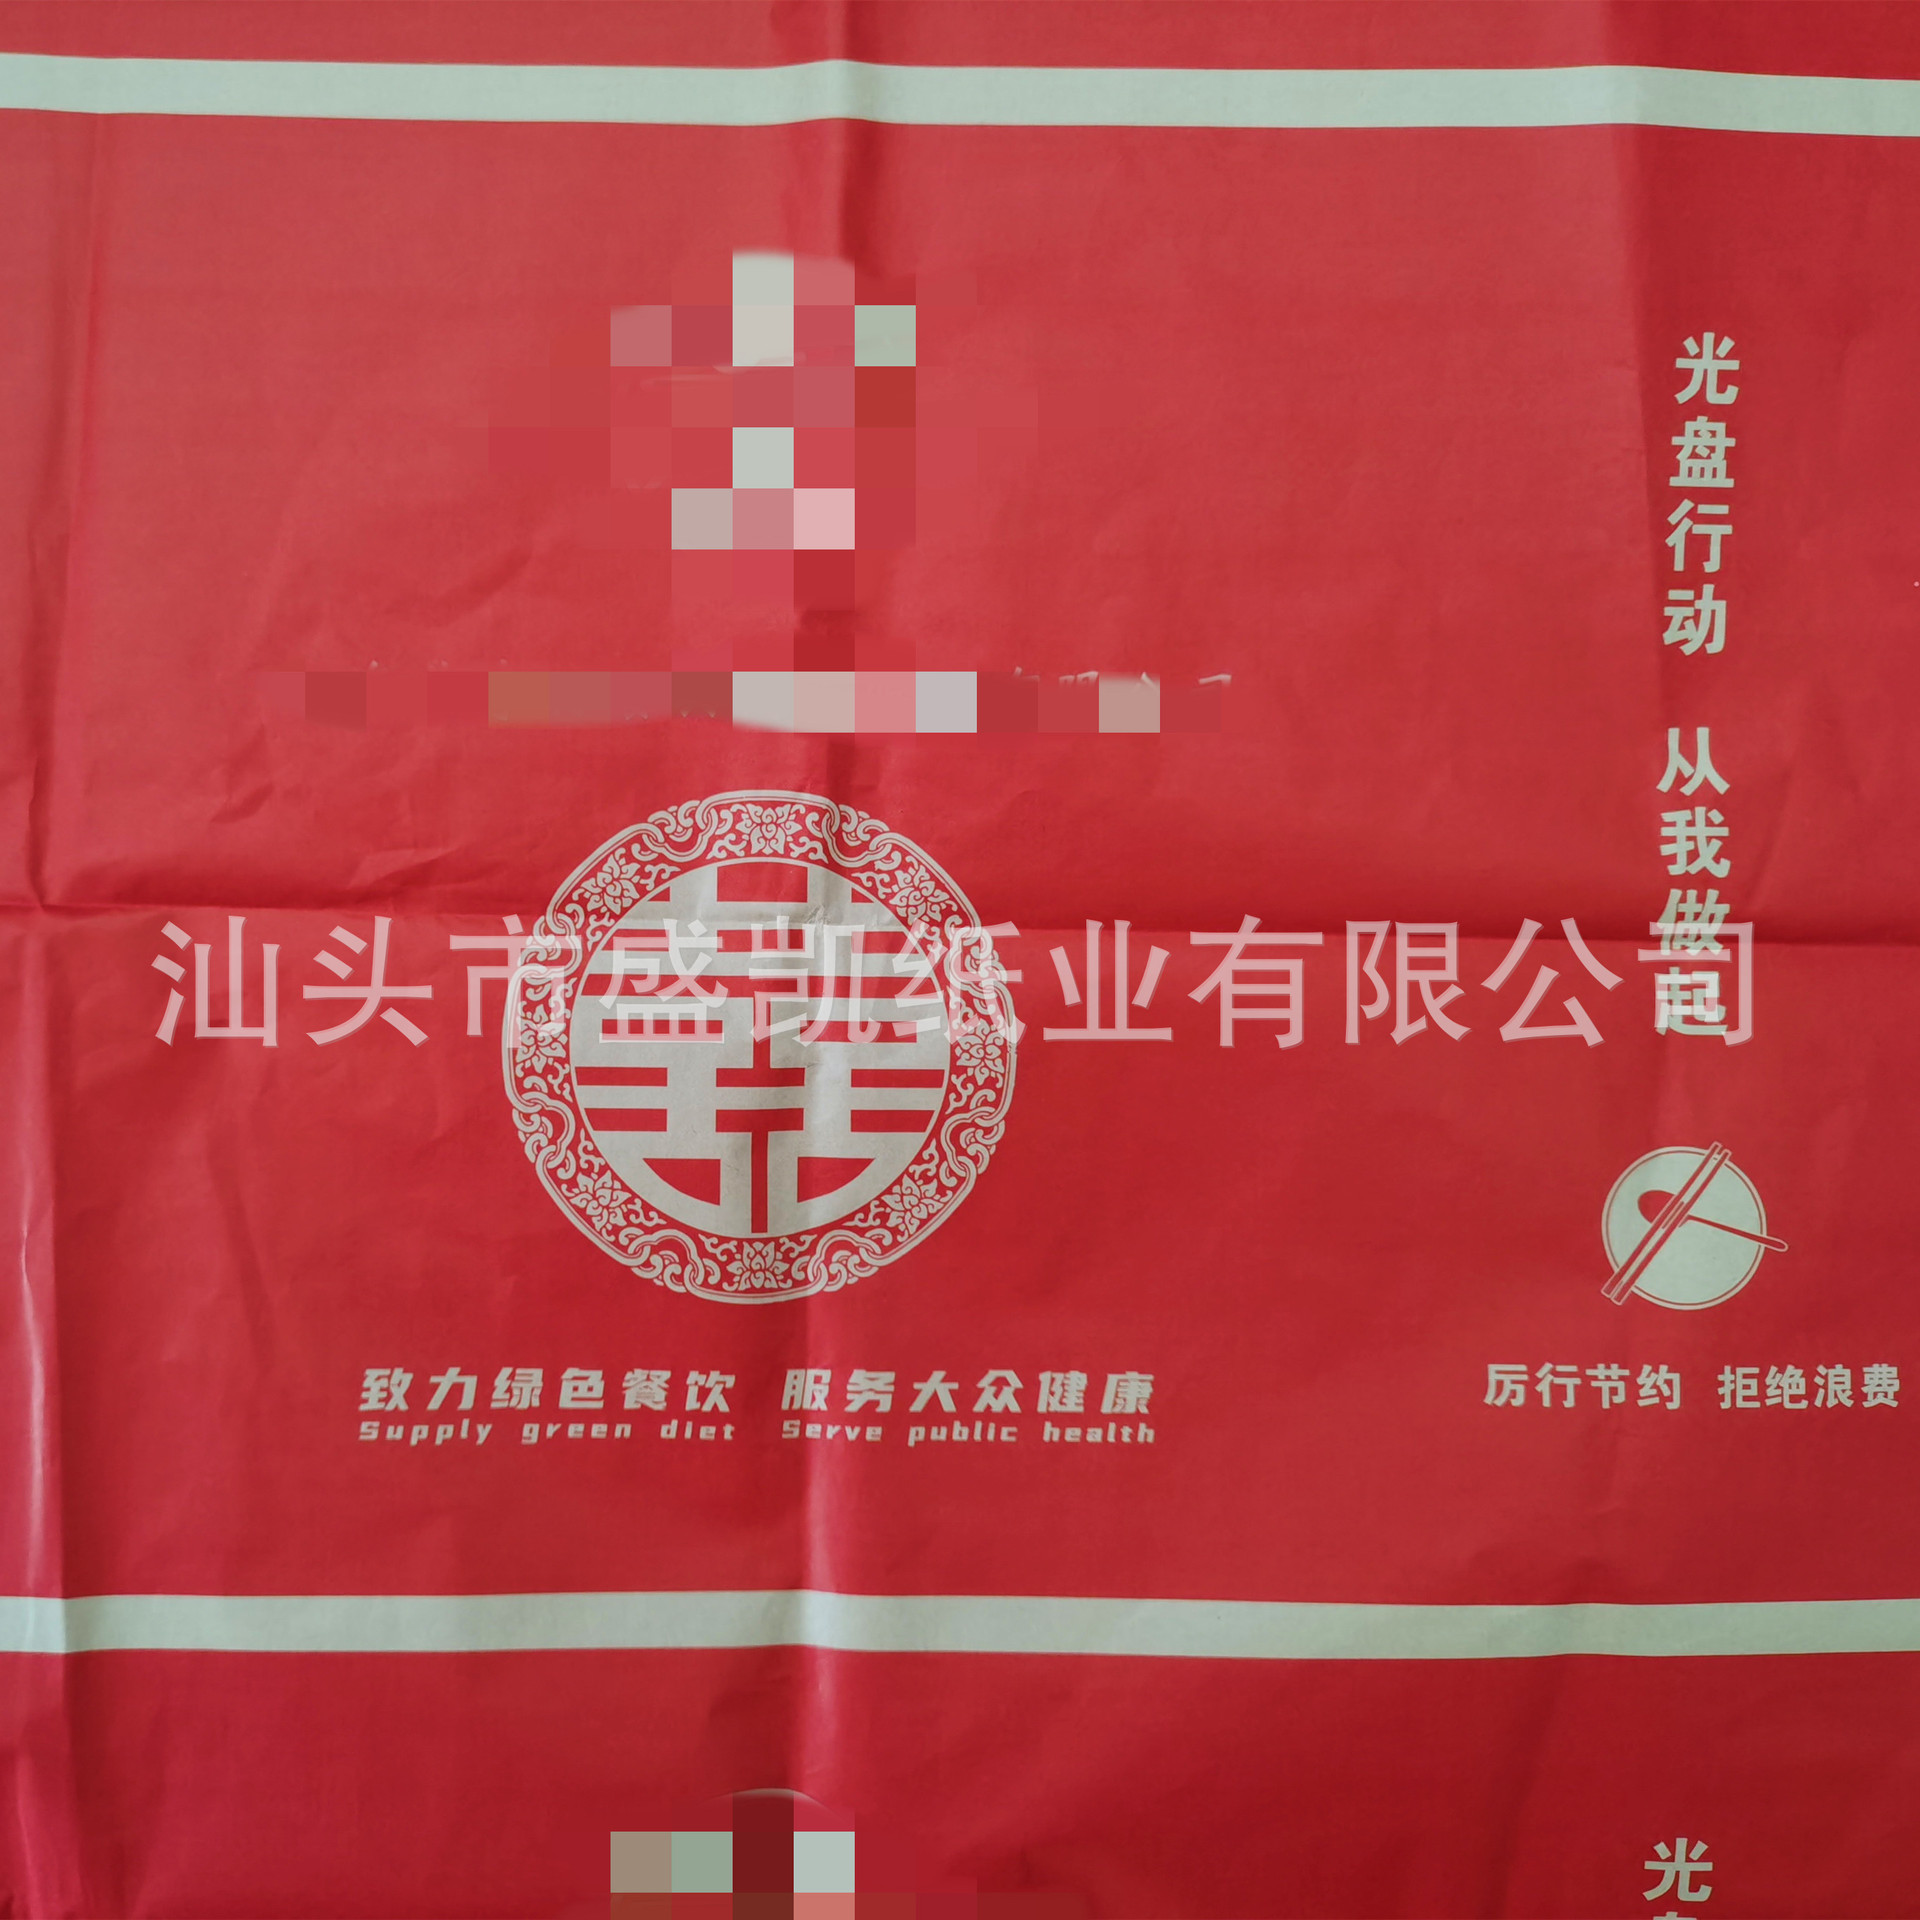 光盘行动 从我做起
汕头市盛凯纸业有限公司
囍
致力绿色餐饮 服务大众健康
Supply green diet Serve public health
厉行节约 拒绝浪费
光